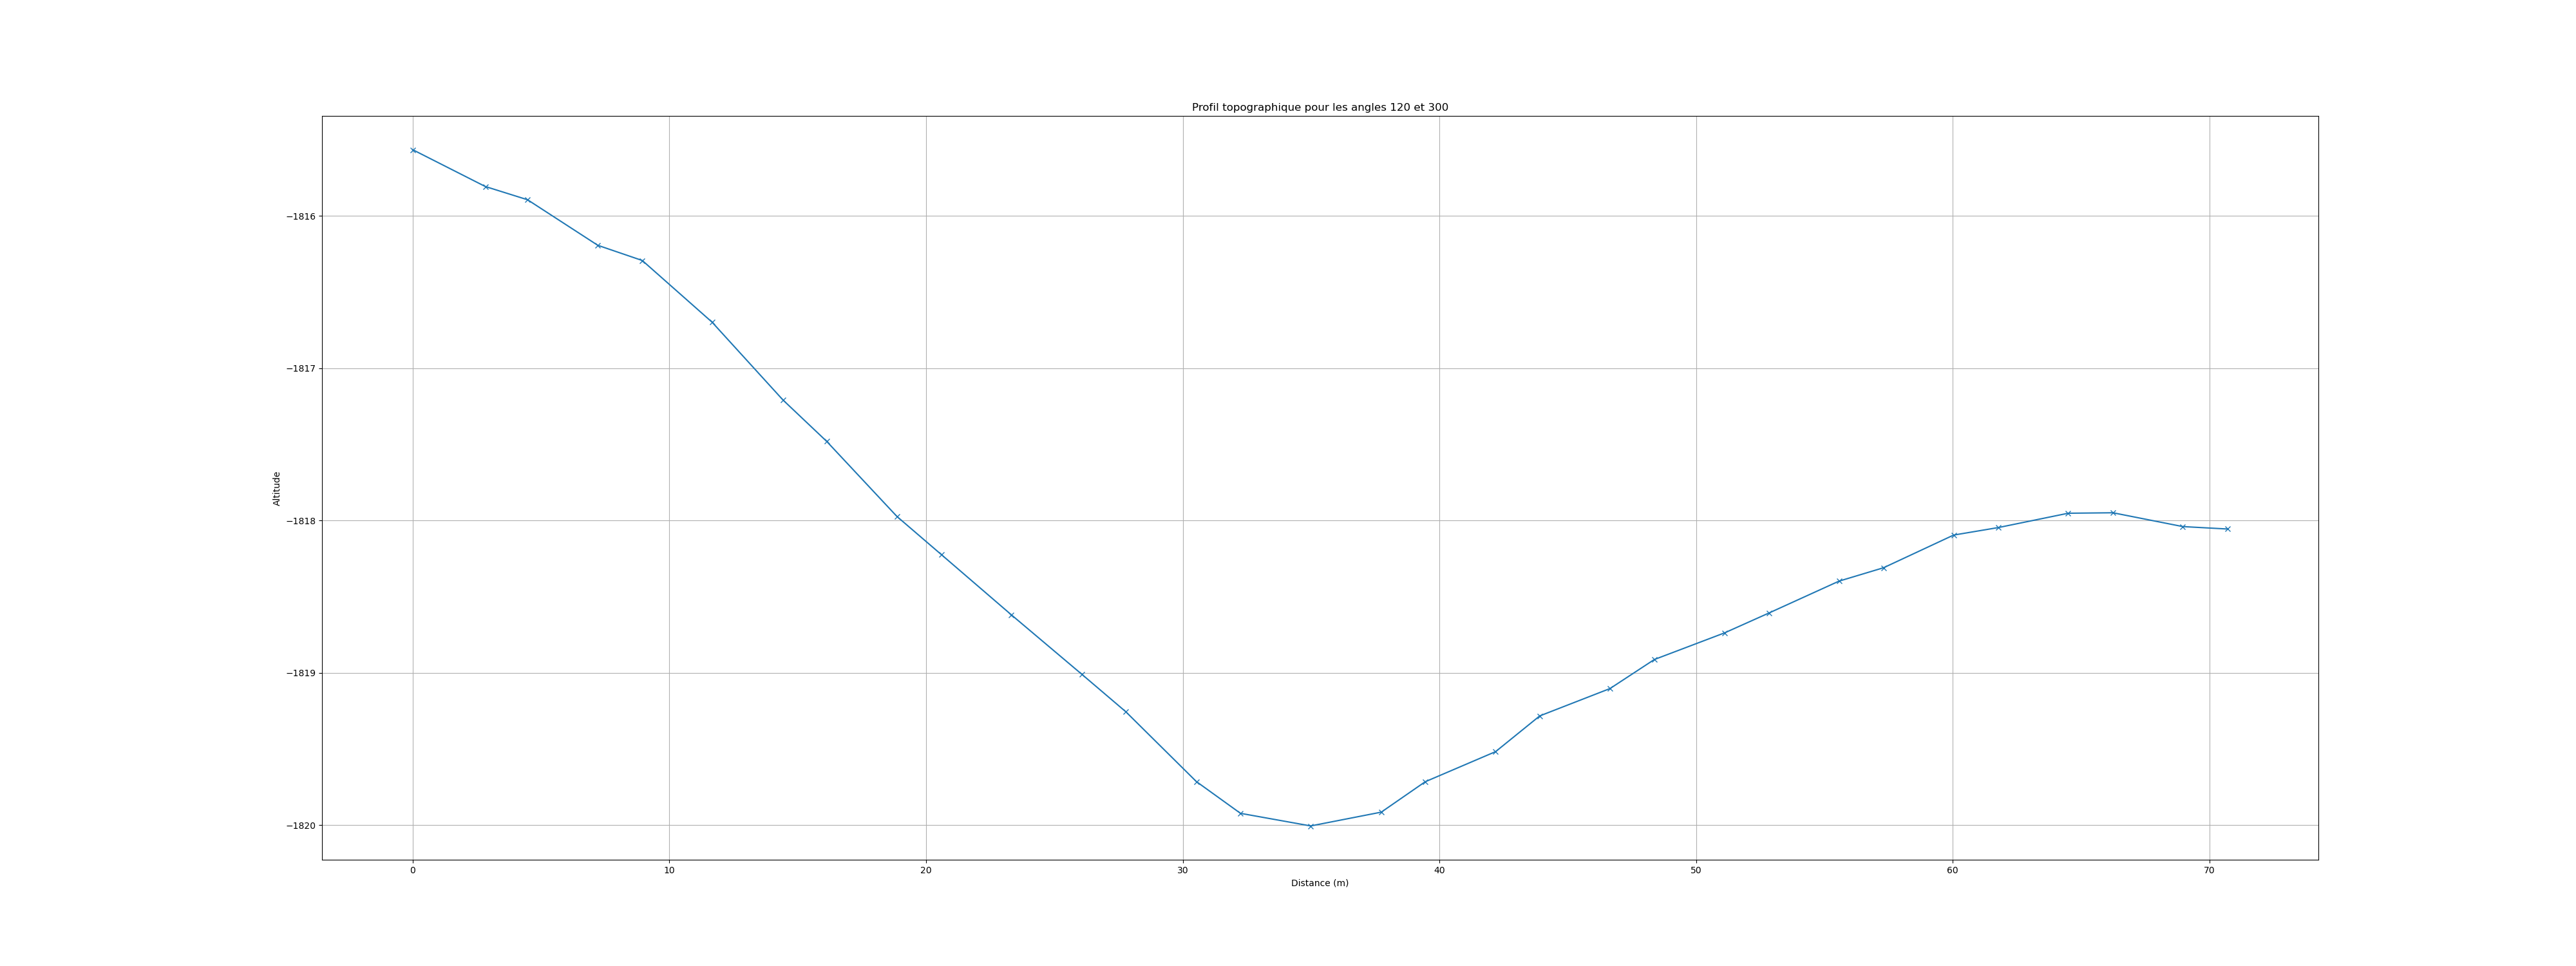 Profil topographique pour les angles 120 et 300
−1816
−1817
−1818
−1819
−1820
Altitude
0 10 20 30 40 50 60 70
Distance (m)